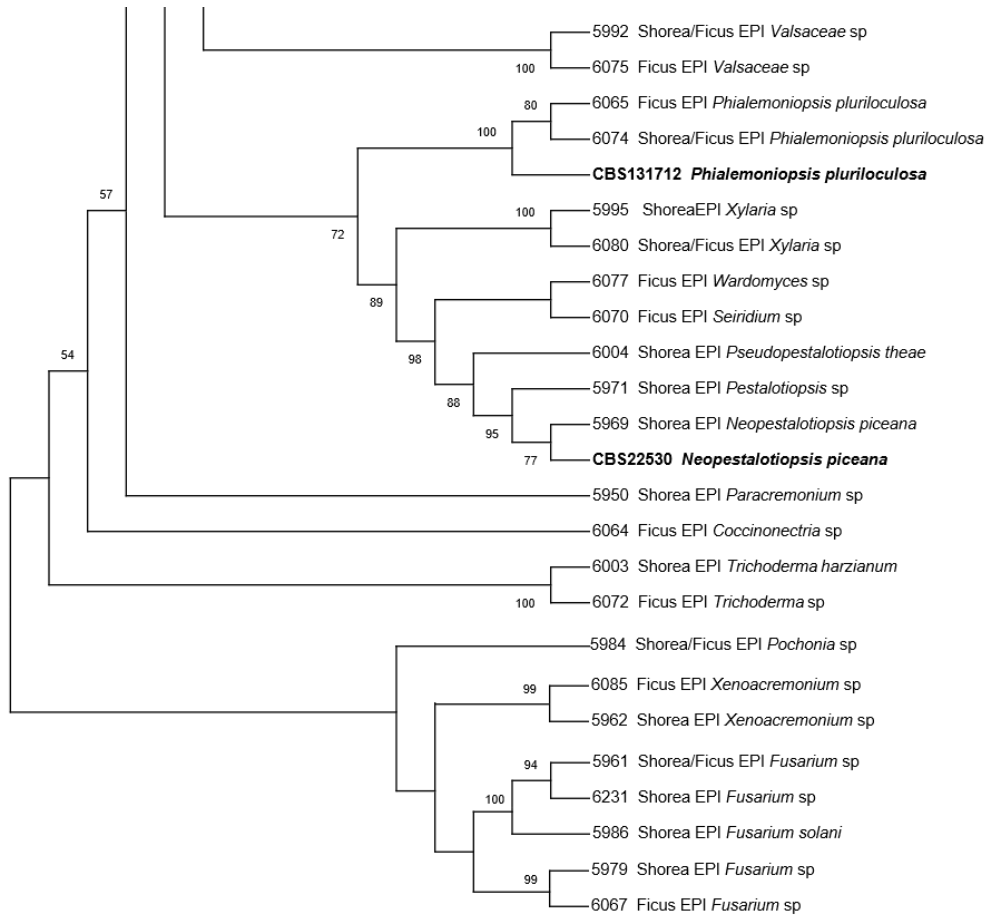 5992 Shorea/Ficus EPI Valsaceae sp
100
6075 Ficus EPI Valsaceae sp
80
6065 Ficus EPI Phialemoniopsis pluriloculosa
100
6074 Shorea/Ficus EPI Phialemoniopsis pluriloculosa
CBS131712 Phialemoniopsis pluriloculosa
57
72
100
5995 ShoreaEPI Xylaria sp
6080 Shorea/Ficus EPI Xylaria sp
89
6077 Ficus EPI Wardomyces sp
6070 Ficus EPI Seiridium sp
98
54
6004 Shorea EPI Pseudopestalotiopsis theae
88
5971 Shorea EPI Pestalotiopsis sp
95
5969 Shorea EPI Neopestalotiopsis piceana
77
CBS22530 Neopestalotiopsis piceana
5950 Shorea EPI Paracremonium sp
6064 Ficus EPI Coccinonectria sp
6003 Shorea EPI Trichoderma harzianum
100
6072 Ficus EPI Trichoderma sp
5984 Shorea/Ficus EPI Pochonia sp
99
6085 Ficus EPI Xenoacremonium sp
5962 Shorea EPI Xenoacremonium sp
94
5961 Shorea/Ficus EPI Fusarium sp
100
6231 Shorea EPI Fusarium sp
5986 Shorea EPI Fusarium solani
99
5979 Shorea EPI Fusarium sp
6067 Ficus EPI Fusarium sp